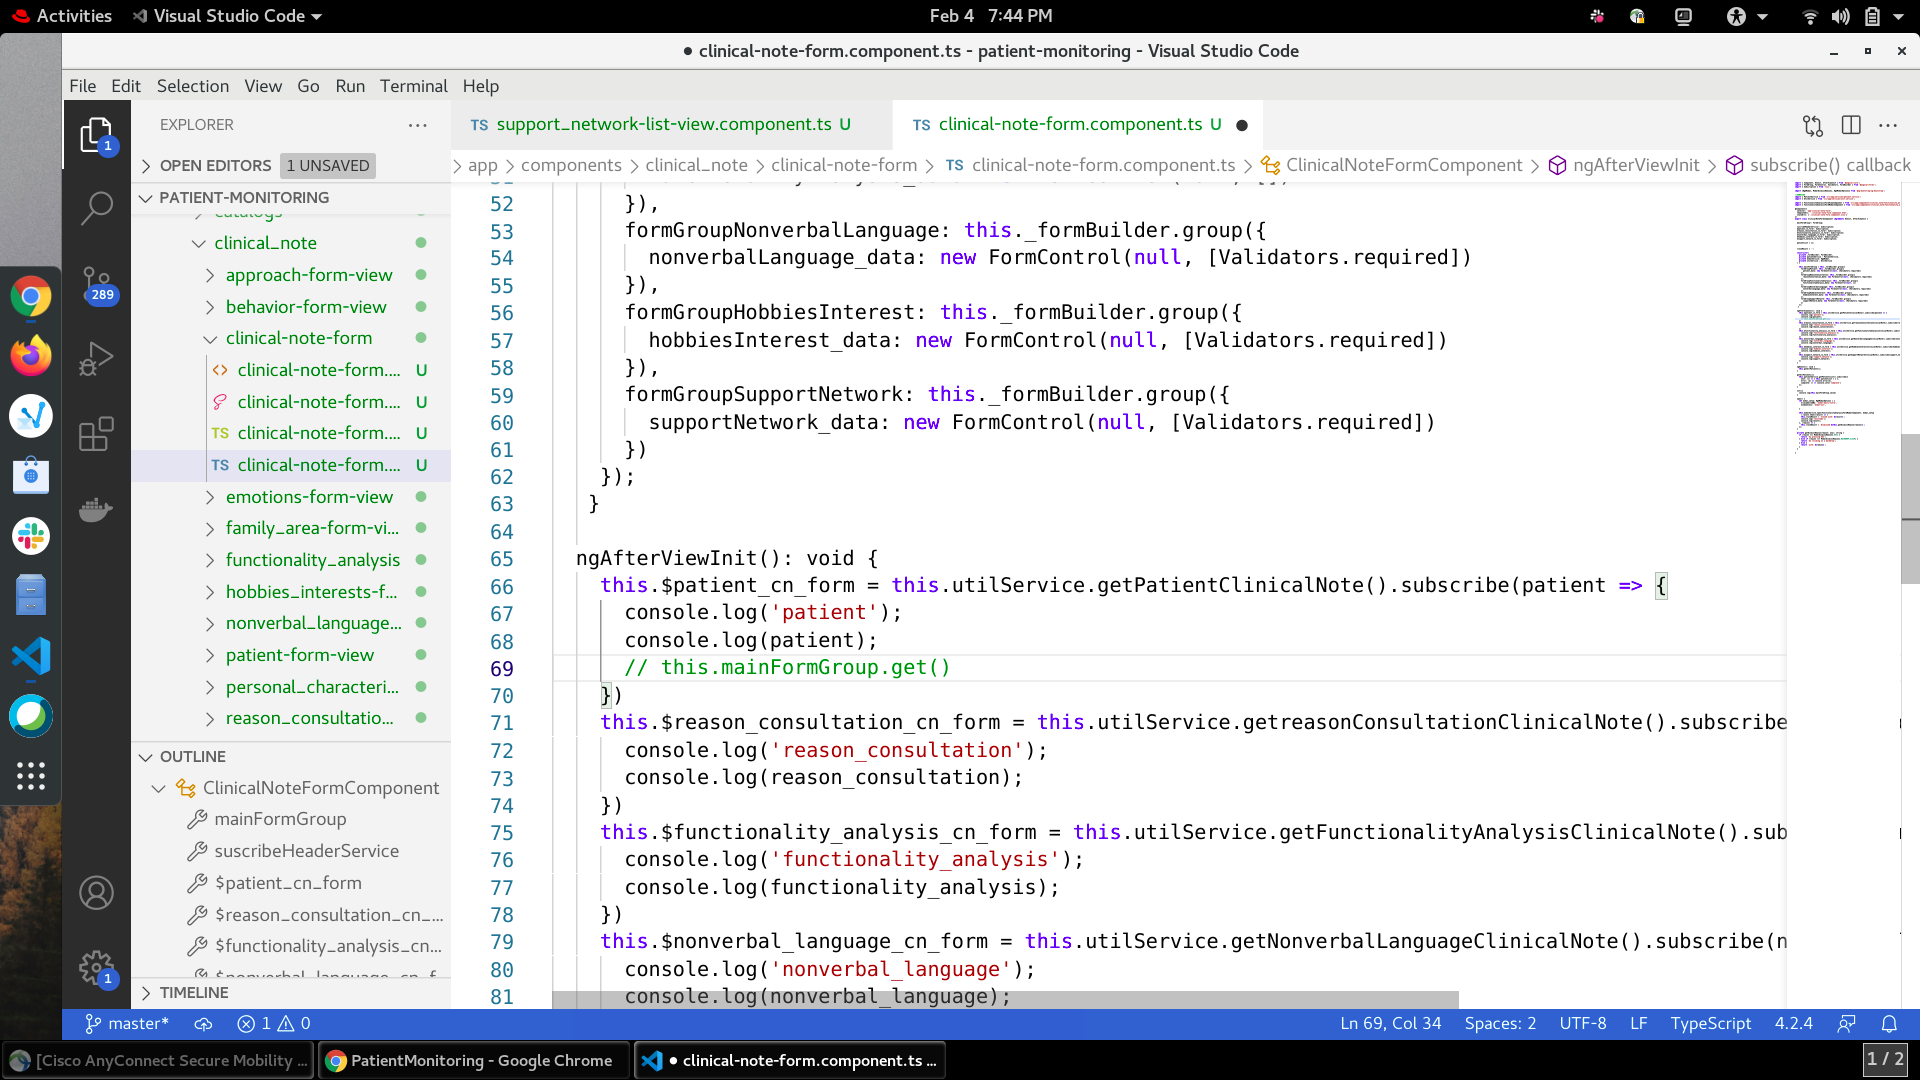 Activities
Visual Studio Code
Feb 4 7:44 PM
● clinical-note-form.component.ts - patient-monitoring - Visual Studio Code
File Edit Selection View Go Run Terminal Help
1
289
1
EXPLORER
OPEN EDITORS 1 UNSAVED
PATIENT-MONITORING
catalogs
clinical_note
approach-form-view
behavior-form-view
clinical-note-form
clinical-note-form.... U
clinical-note-form.... U
TS clinical-note-form.... U
TS clinical-note-form.... U
emotions-form-view
family_area-form-vi...
functionality_analysis
hobbies_interests-f...
nonverbal_language...
patient-form-view
personal_characteri...
reason_consultatio...
OUTLINE
ClinicalNoteFormComponent
mainFormGroup
suscribeHeaderService
$patient_cn_form
$reason_consultation_cn_...
$functionality_analysis_cn...
TIMELINE
TS support_network-list-view.component.ts U
TS clinical-note-form.component.ts U ●
app > components > clinical_note > clinical-note-form > TS clinical-note-form.component.ts > ClinicalNoteFormComponent > ngAfterViewInit > subscribe() callback
52 }),
53 formGroupNonverbalLanguage: this._formBuilder.group({
54 nonverbalLanguage_data: new FormControl(null, [Validators.required])
55 }),
56 formGroupHobbiesInterest: this._formBuilder.group({
57 hobbiesInterest_data: new FormControl(null, [Validators.required])
58 }),
59 formGroupSupportNetwork: this._formBuilder.group({
60 supportNetwork_data: new FormControl(null, [Validators.required])
61 })
62 });
63 }
64
65 ngAfterViewInit(): void {
66 this.$patient_cn_form = this.utilService.getPatientClinicalNote().subscribe(patient => {
67 console.log('patient');
68 console.log(patient);
69 // this.mainFormGroup.get()
70 })
71 this.$reason_consultation_cn_form = this.utilService.getreasonConsultationClinicalNote().subscribe
72 console.log('reason_consultation');
73 console.log(reason_consultation);
74 })
75 this.$functionality_analysis_cn_form = this.utilService.getFunctionalityAnalysisClinicalNote().sub
76 console.log('functionality_analysis');
77 console.log(functionality_analysis);
78 })
79 this.$nonverbal_language_cn_form = this.utilService.getNonverbalLanguageClinicalNote().subscribe(n
80 console.log('nonverbal_language');
81 console.log(nonverbal_language);
master* 1 0
Ln 69, Col 34 Spaces: 2 UTF-8 LF TypeScript 4.2.4
[Cisco AnyConnect Secure Mobility ...
PatientMonitoring - Google Chrome
● clinical-note-form.component.ts ...
1 / 2